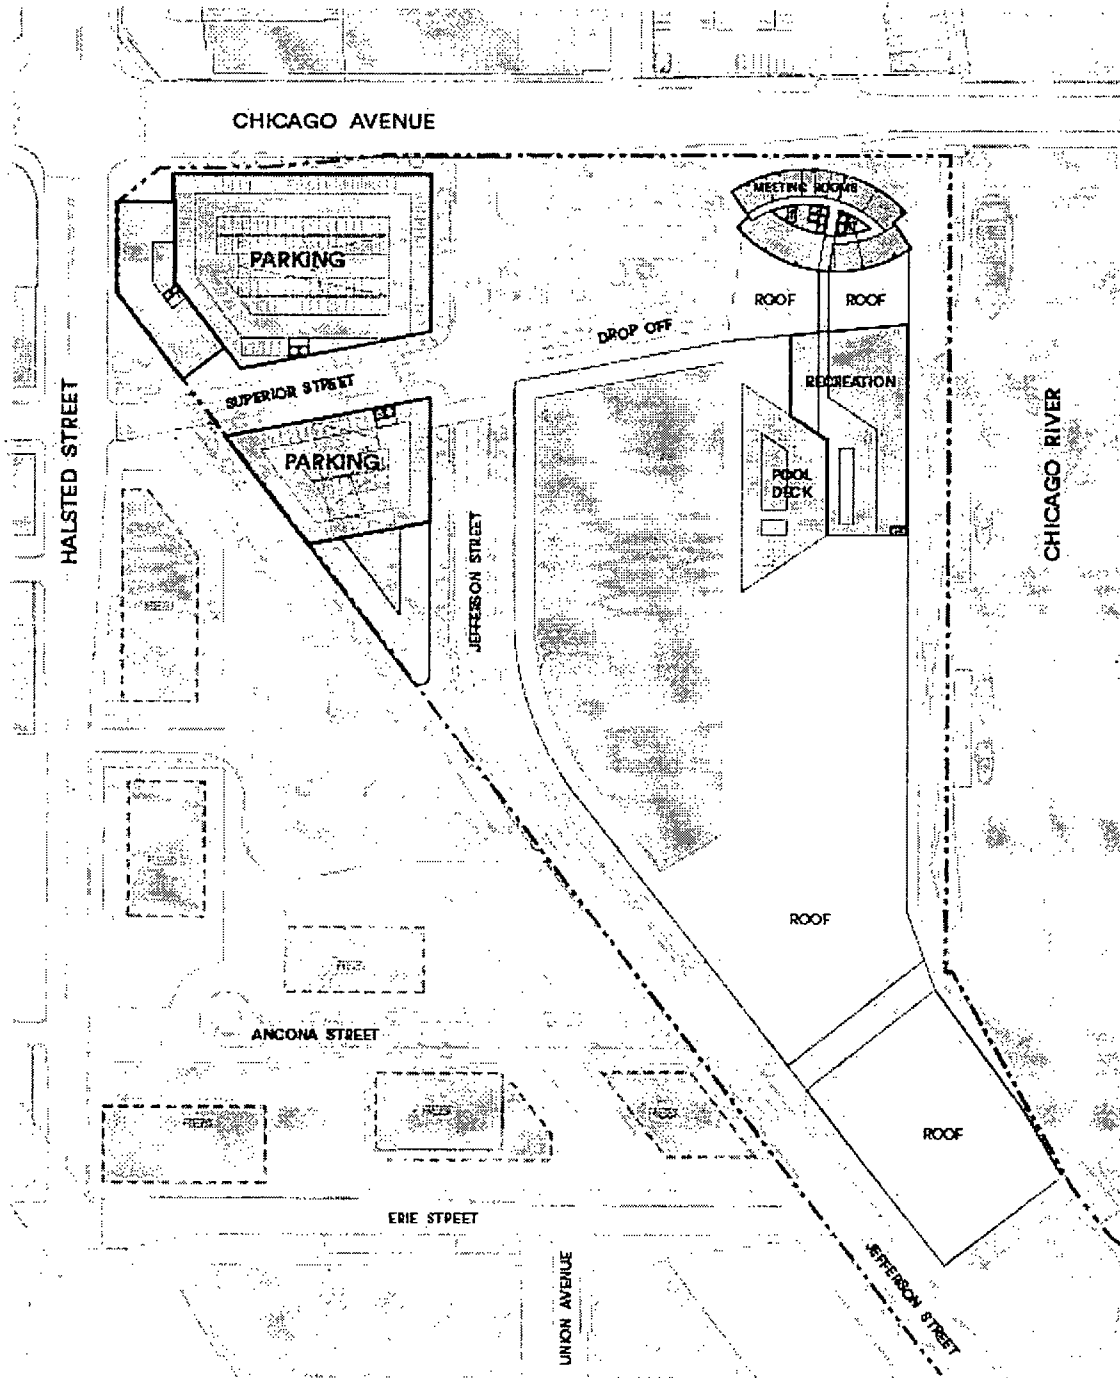 CHICAGO AVENUE
MEETING ROOMS
PARKING
ROOF
ROOF
DROP OFF
SUPERIOR STREET
RECREATION
HALSTED STREET
CHICAGO RIVER
PARKING
POOL
DECK
JEFFERSON STREET
ROOF
ANCONA STREET
ROOF
ERIE STREET
UNION AVENUE
JEFFERSON STREET